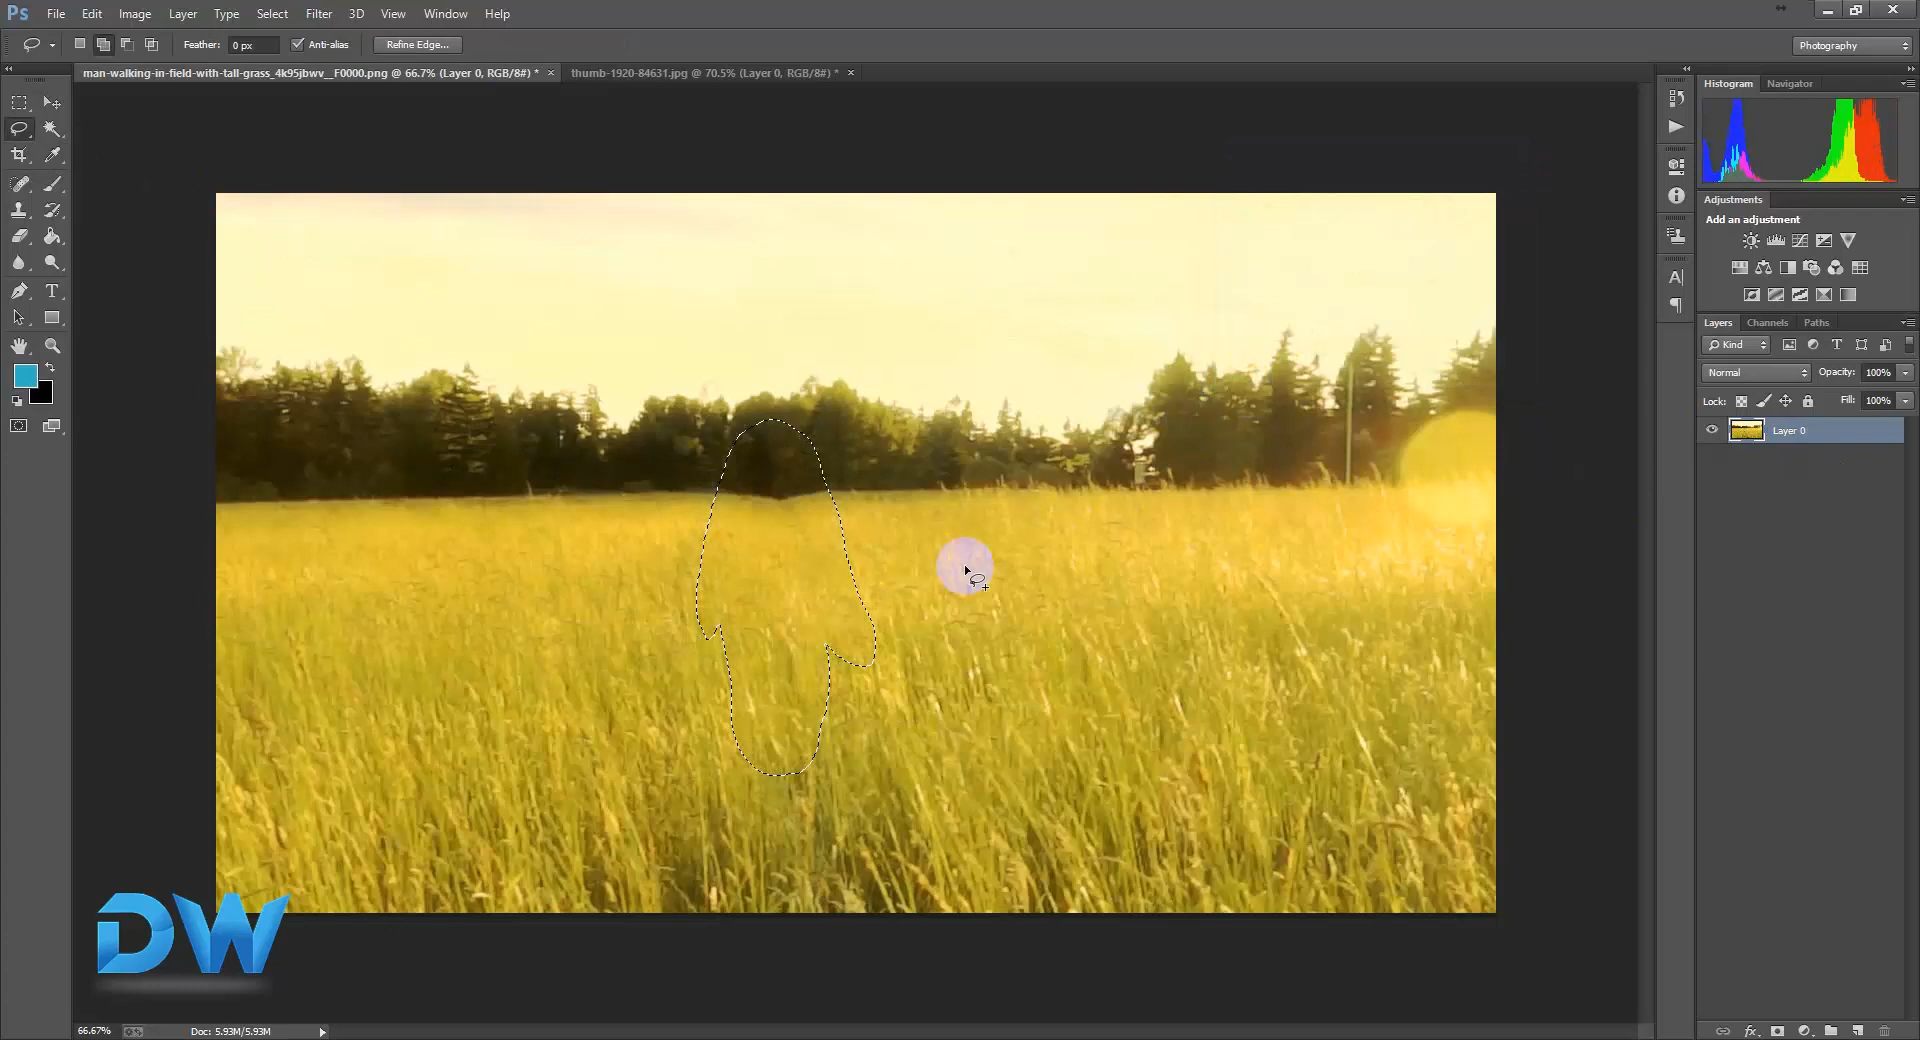 Ps File Edit Image Layer Type Select Filter 3D View Window Help
Feather: 0 px Anti-alias Refine Edge... Photography
man-walking-in-field-with-tall-grass_4k95jbwv__F0000.png @ 66.7% (Layer 0, RGB/8#) * × thumb-1920-84631.jpg @ 70.5% (Layer 0, RGB/8#) * ×
Histogram Navigator
Adjustments
Add an adjustment
Layers Channels Paths
Kind
Normal Opacity: 100%
Lock: Fill: 100%
Layer 0
DW
66.67% Doc: 5.93M/5.93M